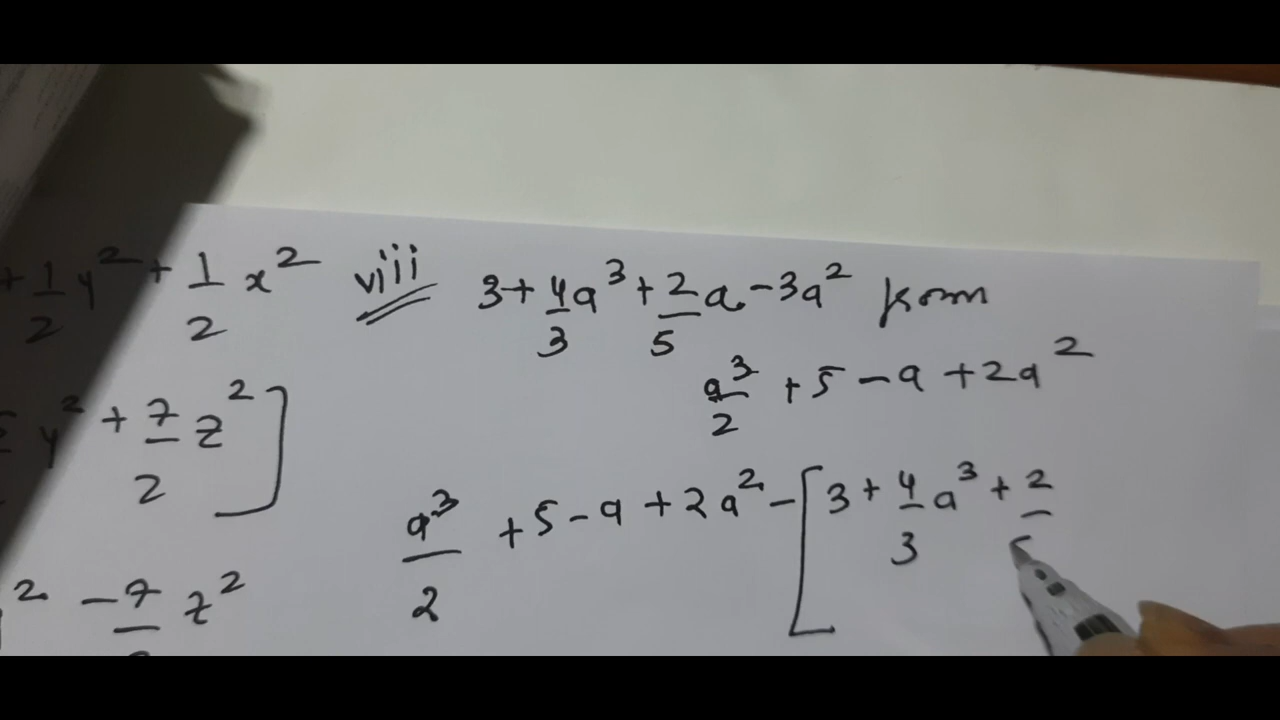 + 1/2 y² + 1/2 x²
y² + 7/2 z² ]
² - 7 z²
viii 3 + 4/3 a³ + 2/5 a - 3a² from
a³/2 + 5 - a + 2a²
a³/2 + 5 - a + 2a² - [ 3 + 4/3 a³ + 2